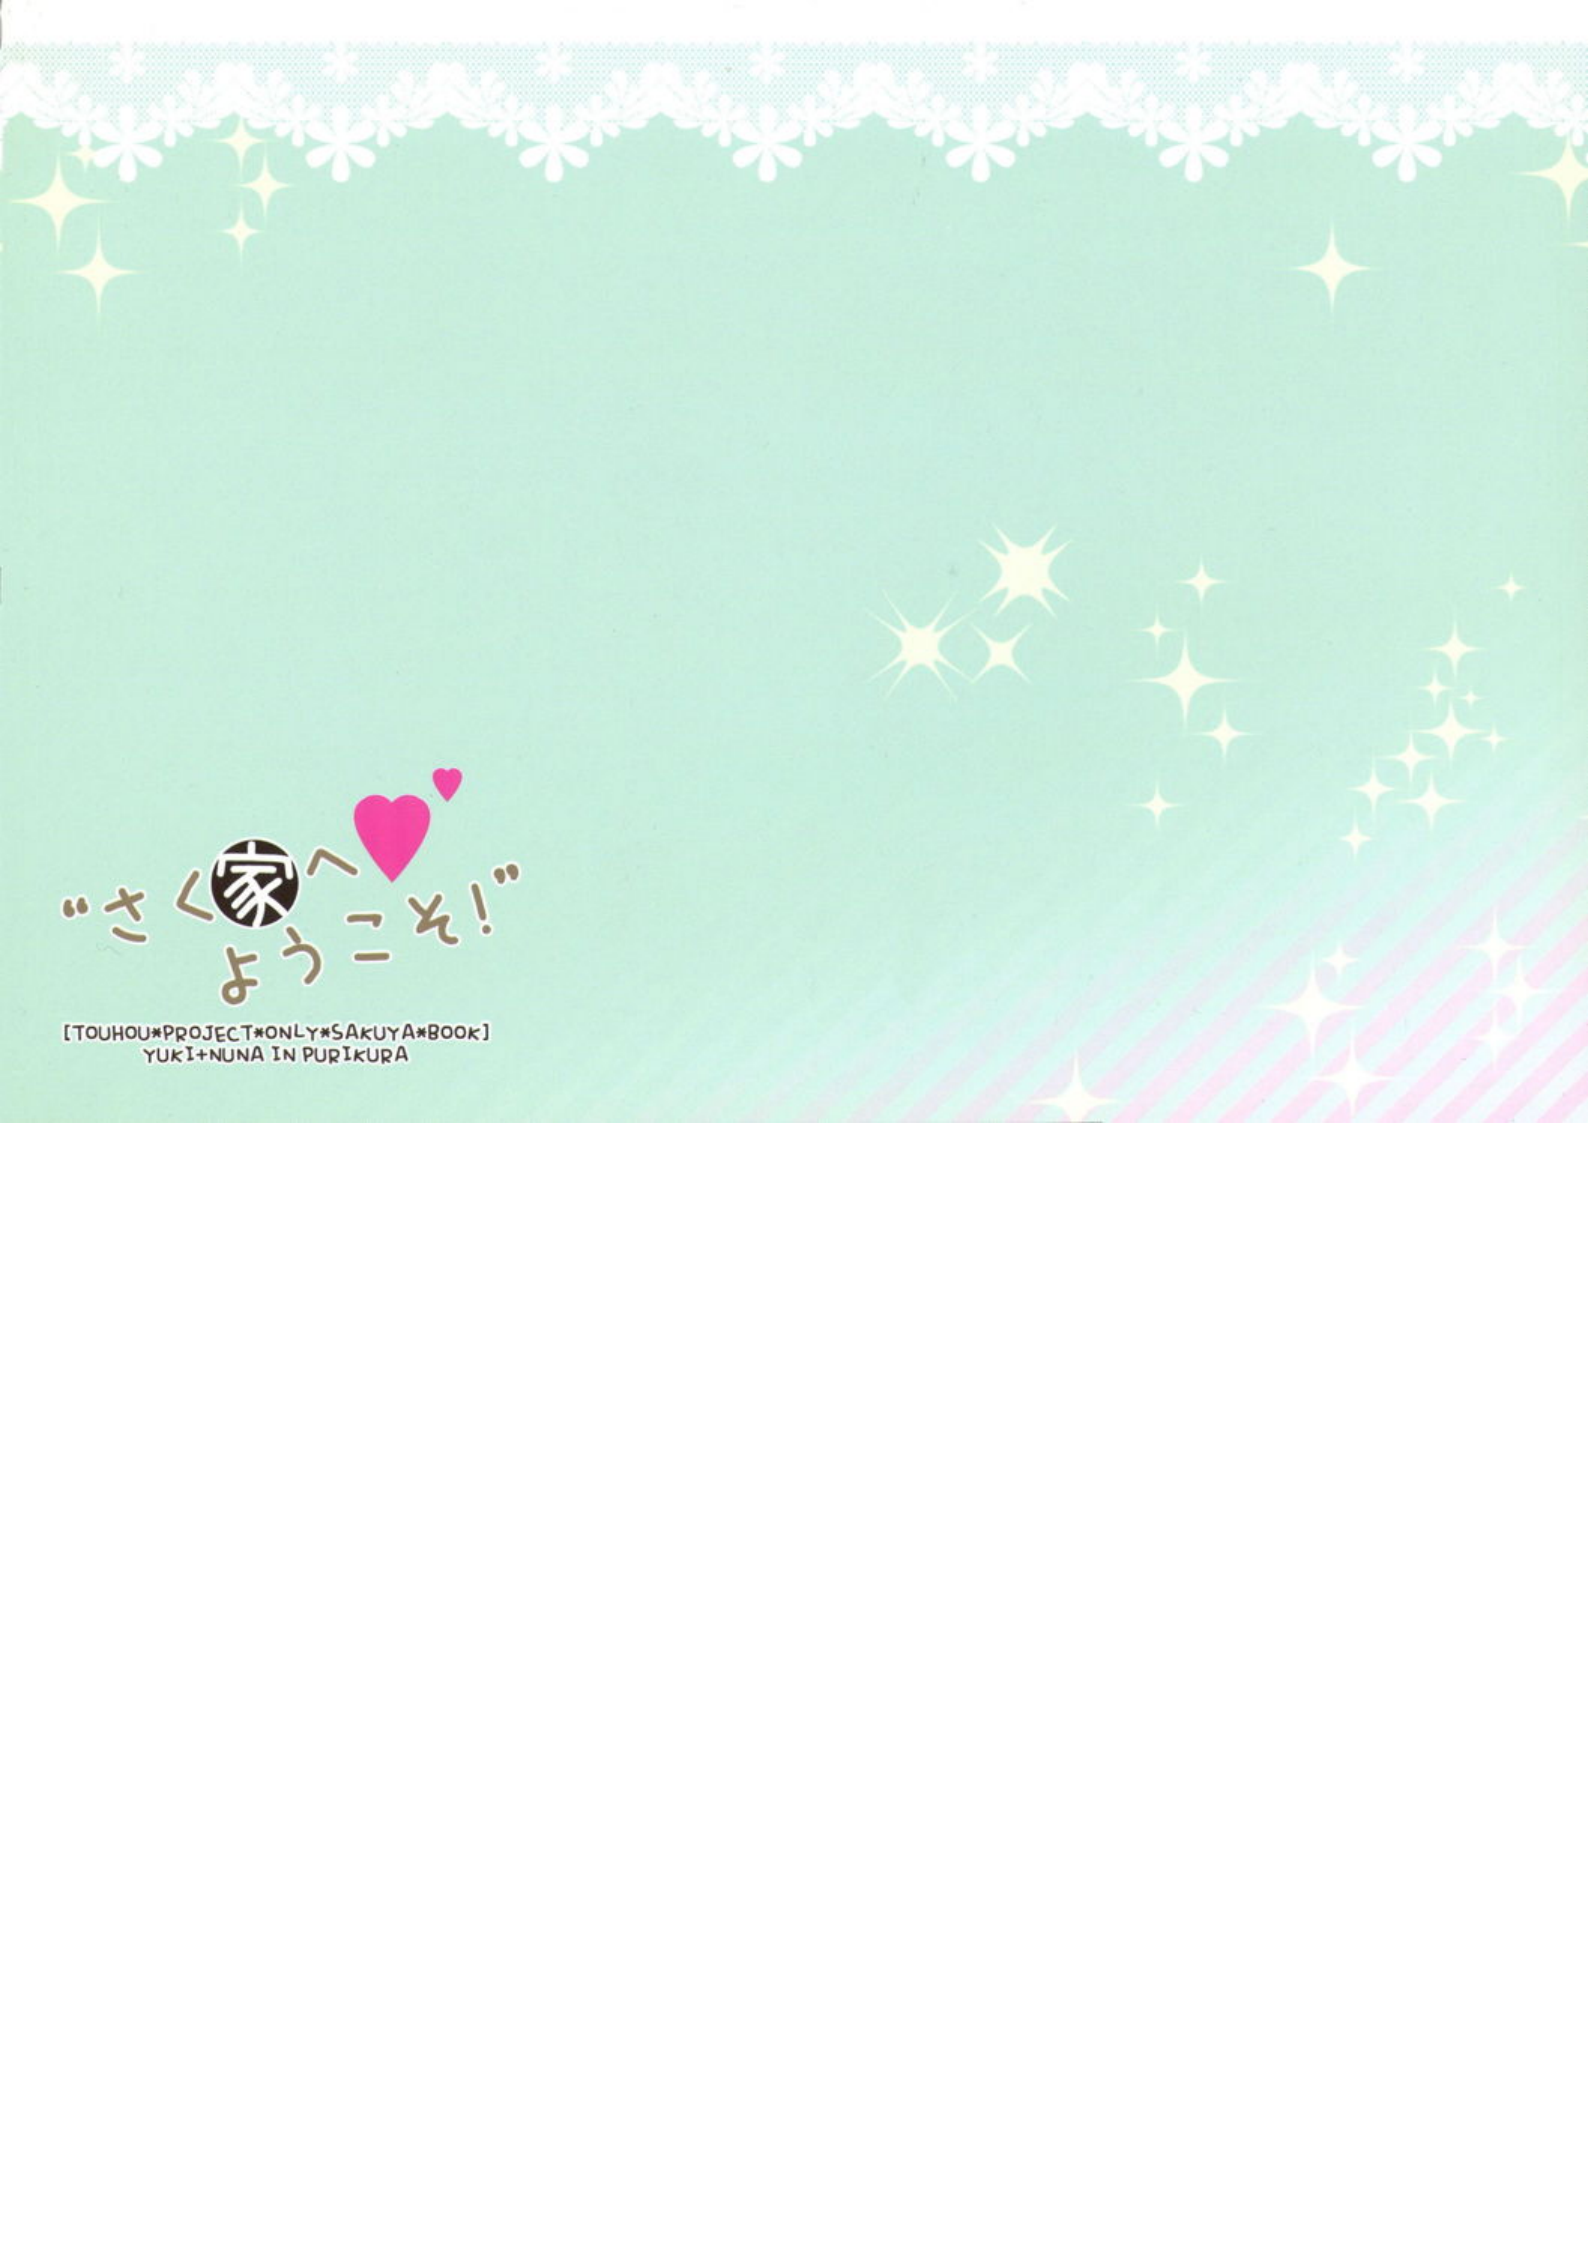 “さく家へ
ようこそ!”
[TOUHOU*PROJECT*ONLY*SAKUYA*BOOK]
YUKI+NUNA IN PURIKURA